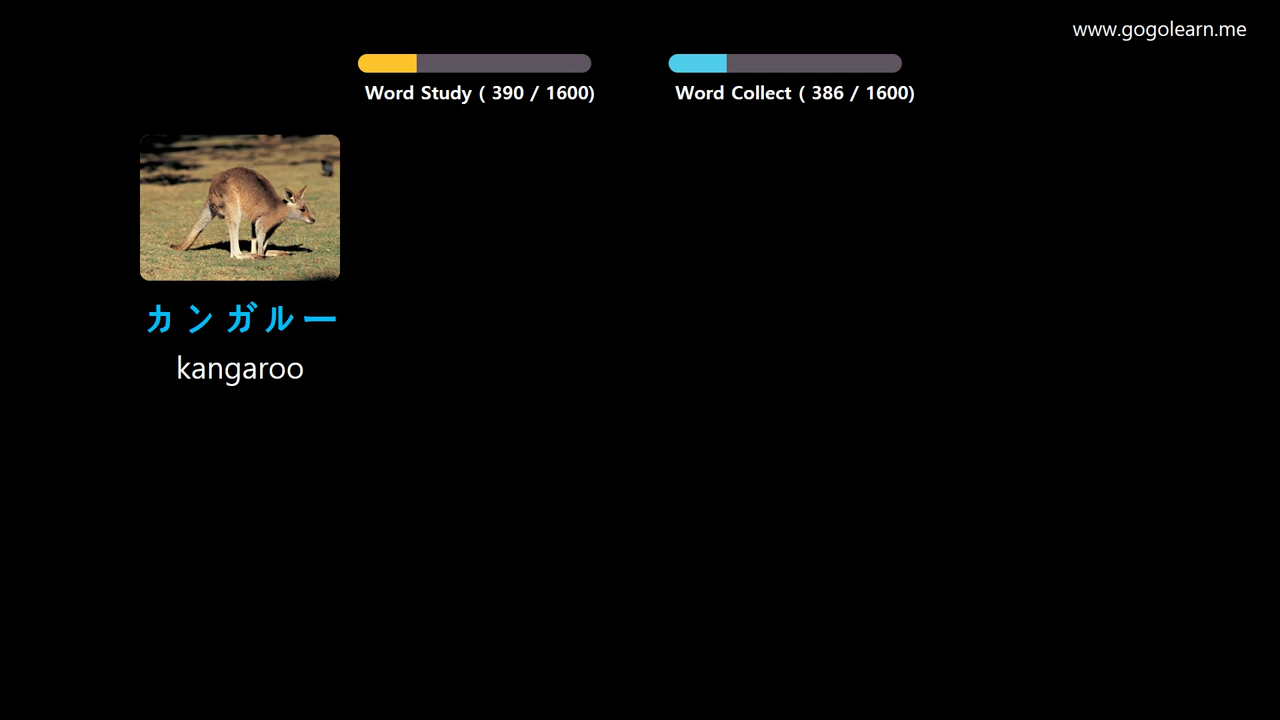 www.gogolearn.me
Word Study ( 390 / 1600)
Word Collect ( 386 / 1600)
カンガルー
kangaroo